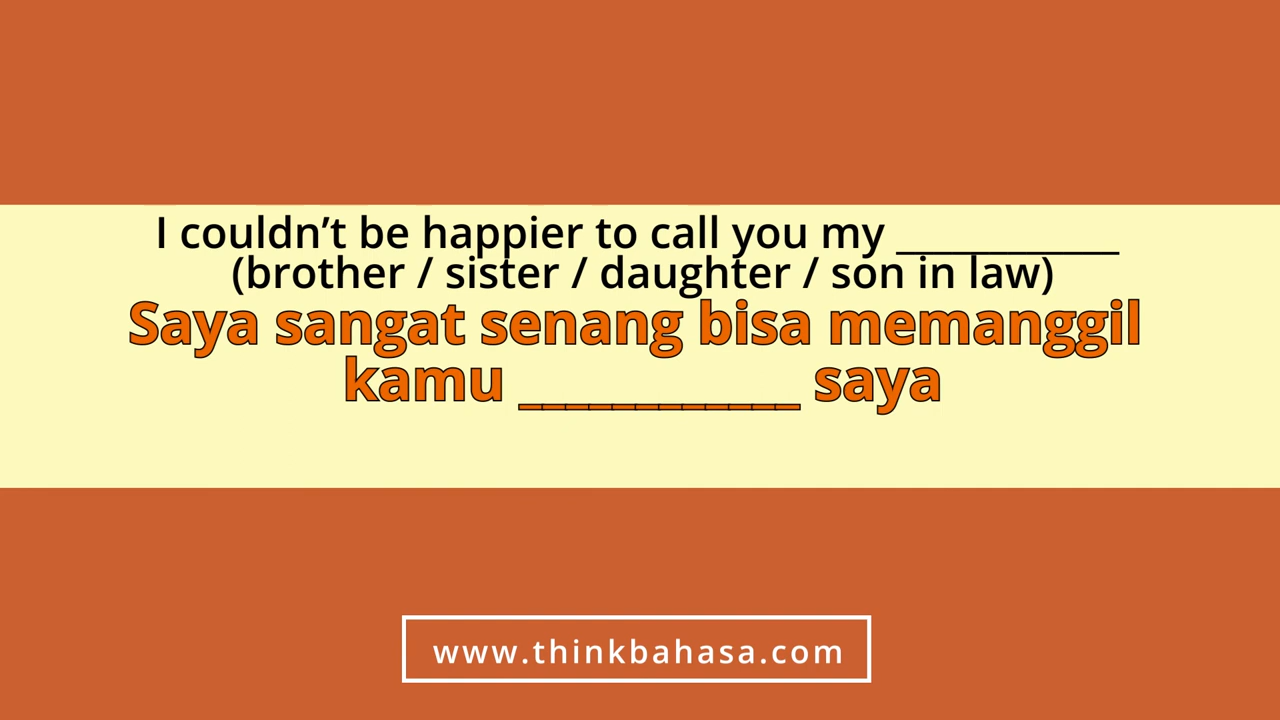 I couldn’t be happier to call you my ___________
(brother / sister / daughter / son in law)
Saya sangat senang bisa memanggil
kamu ____________ saya
www.thinkbahasa.com